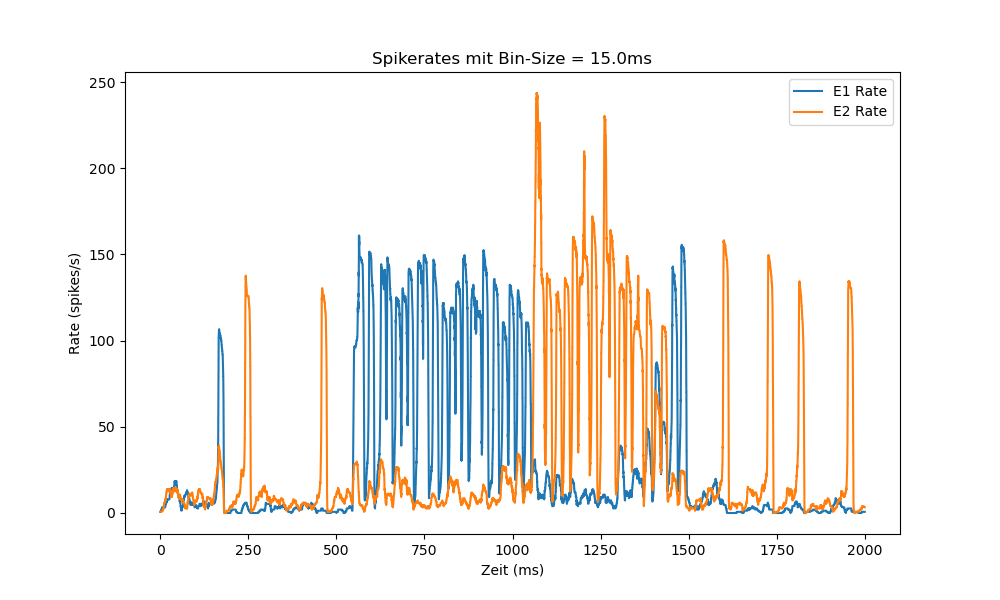 Spikerates mit Bin-Size = 15.0ms
E1 Rate
E2 Rate
250
200
150
100
50
0
Rate (spikes/s)
0 250 500 750 1000 1250 1500 1750 2000
Zeit (ms)